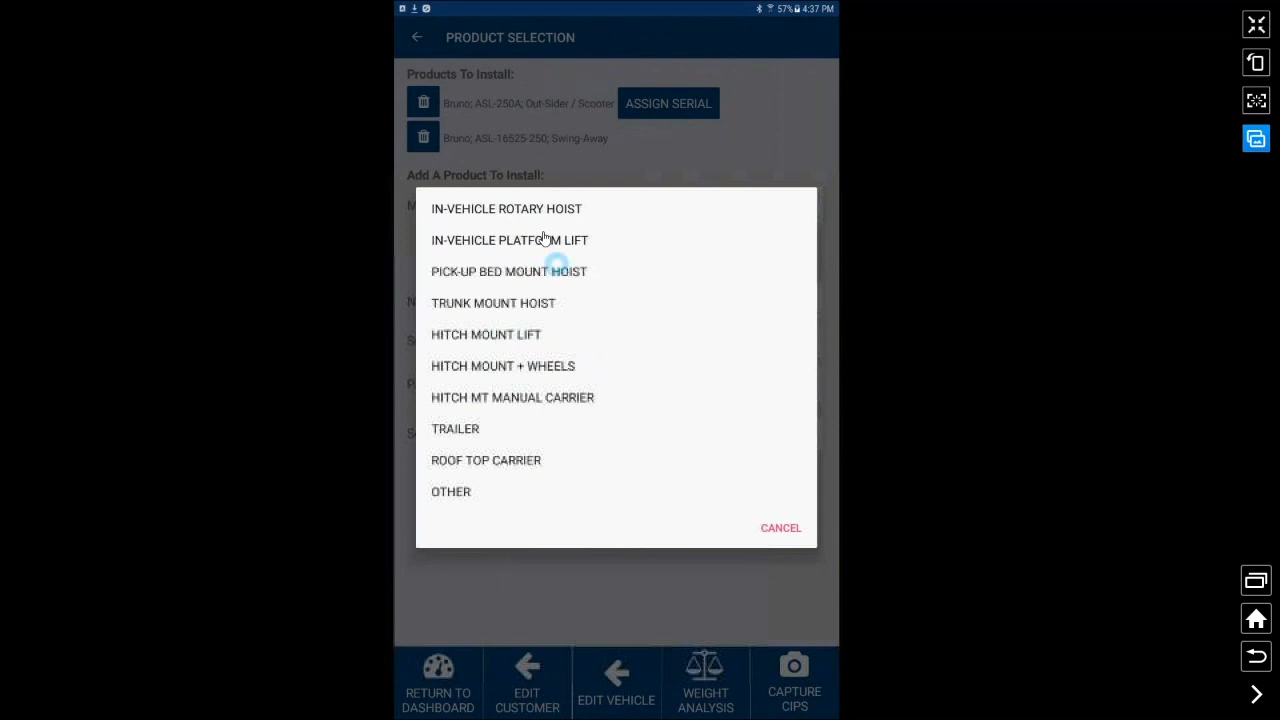 57% 4:37 PM
PRODUCT SELECTION
Products To Install:
Bruno; ASL-250A; Out-Sider / Scooter ASSIGN SERIAL
Bruno; ASL-16525-250; Swing-Away
Add A Product To Install:
IN-VEHICLE ROTARY HOIST
IN-VEHICLE PLATFORM LIFT
PICK-UP BED MOUNT HOIST
TRUNK MOUNT HOIST
HITCH MOUNT LIFT
HITCH MOUNT + WHEELS
HITCH MT MANUAL CARRIER
TRAILER
ROOF TOP CARRIER
OTHER
CANCEL
RETURN TO DASHBOARD
EDIT CUSTOMER
EDIT VEHICLE
WEIGHT ANALYSIS
CAPTURE CIPS